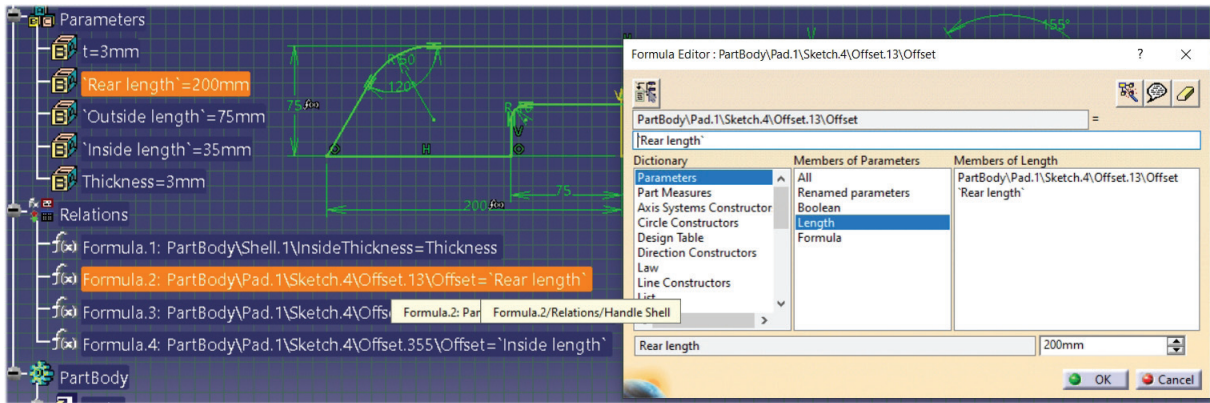 Parameters
t=3mm
`Rear length`=200mm
`Outside length`=75mm
`Inside length`=35mm
Thickness=3mm
Relations
Formula.1: PartBody\Shell.1\InsideThickness=Thickness
Formula.2: PartBody\Pad.1\Sketch.4\Offset.13\Offset=`Rear length`
Formula.3: PartBody\Pad.1\Sketch.4\Offs
Formula.2: Par
Formula.2/Relations/Handle Shell
Formula.4: PartBody\Pad.1\Sketch.4\Offset.355\Offset=`Inside length`
PartBody
120°
75 f(x)
H
V
75
200 f(x)
155°
V
Formula Editor : PartBody\Pad.1\Sketch.4\Offset.13\Offset ? ×
PartBody\Pad.1\Sketch.4\Offset.13\Offset =
`Rear length`
Dictionary Members of Parameters Members of Length
Parameters All PartBody\Pad.1\Sketch.4\Offset.13\Offset
Part Measures Renamed parameters `Rear length`
Axis Systems Constructor Boolean
Circle Constructors Length
Design Table Formula
Direction Constructors
Law
Line Constructors
List
Rear length 200mm
OK Cancel